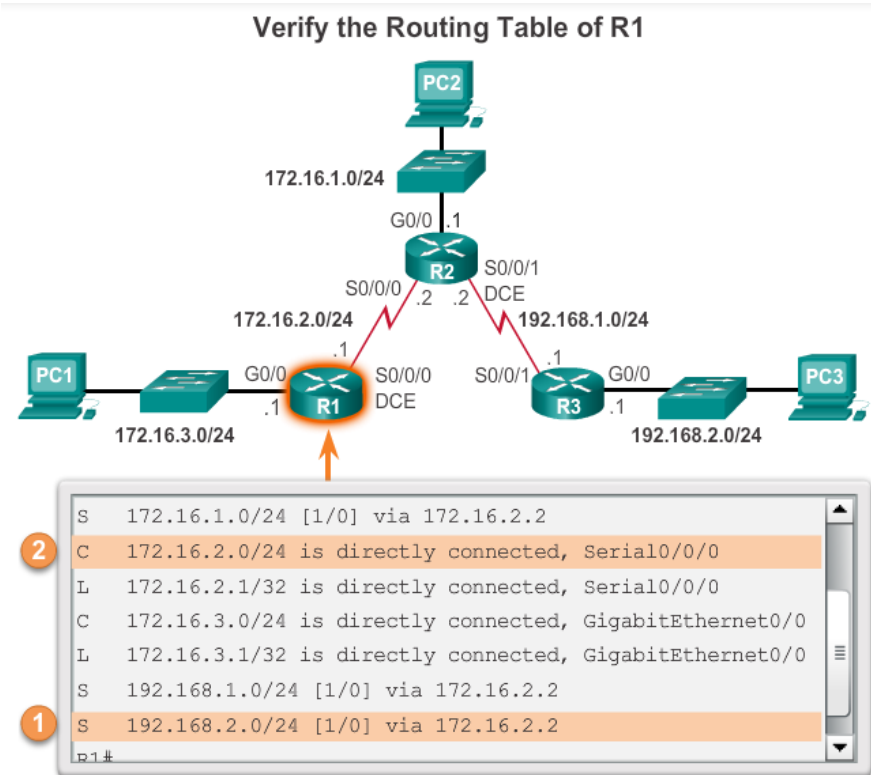 Verify the Routing Table of R1
PC2
172.16.1.0/24
G0/0 .1
R2
S0/0/1
DCE
S0/0/0
.2 .2
172.16.2.0/24
192.168.1.0/24
.1
.1
PC1
G0/0
.1
R1
S0/0/0
DCE
S0/0/1
R3
G0/0
.1
PC3
172.16.3.0/24
192.168.2.0/24
S 172.16.1.0/24 [1/0] via 172.16.2.2
2 C 172.16.2.0/24 is directly connected, Serial0/0/0
L 172.16.2.1/32 is directly connected, Serial0/0/0
C 172.16.3.0/24 is directly connected, GigabitEthernet0/0
L 172.16.3.1/32 is directly connected, GigabitEthernet0/0
S 192.168.1.0/24 [1/0] via 172.16.2.2
1 S 192.168.2.0/24 [1/0] via 172.16.2.2
R1#